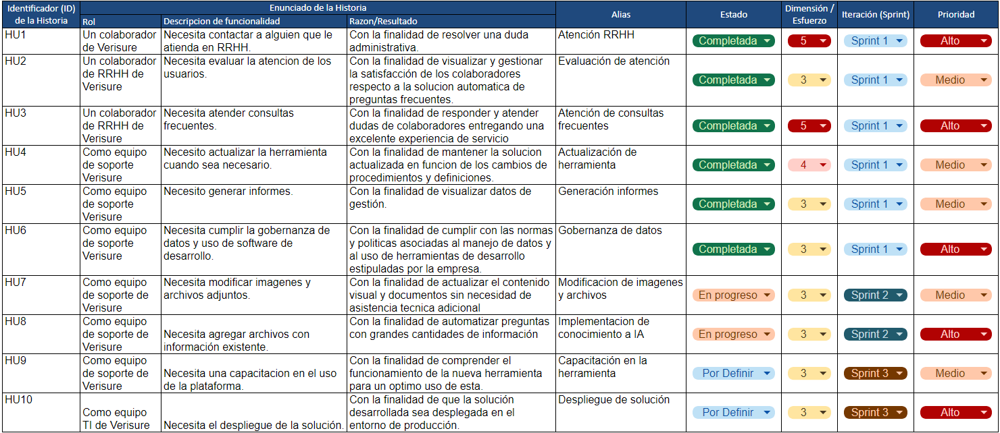 Identificador (ID)
de la Historia
Enunciado de la Historia
Rol
Descripcion de funcionalidad
Razon/Resultado
Alias
Estado
Dimensión /
Esfuerzo
Iteración (Sprint)
Prioridad
HU1
Un colaborador
de Verisure
Necesita contactar a alguien que le
atienda en RRHH.
Con la finalidad de resolver una duda
administrativa.
Atención RRHH
Completada
5
Sprint 1
Alto
HU2
Un colaborador
de RRHH de
Verisure
Necesita evaluar la atencion de los
usuarios.
Con la finalidad de visualizar y gestionar
la satisfacción de los colaboradores
respecto a la solucion automatica de
preguntas frecuentes.
Evaluación de atención
Completada
3
Sprint 1
Medio
HU3
Un colaborador
de RRHH de
Verisure
Necesita atender consultas
frecuentes.
Con la finalidad de responder y atender
dudas de colaboradores entregando una
excelente experiencia de servicio
Atención de consultas
frecuentes
Completada
5
Sprint 1
Alto
HU4
Como equipo
de soporte
Verisure
Necesito actualizar la herramienta
cuando sea necesario.
Con la finalidad de mantener la solucion
actualizada en funcion de los cambios de
procedimientos y definiciones.
Actualización de
herramienta
Completada
4
Sprint 1
Medio
HU5
Como equipo
de soporte
Verisure
Necesito generar informes.
Con la finalidad de visualizar datos de
gestión.
Generación informes
Completada
3
Sprint 1
Medio
HU6
Como equipo
de soporte
Verisure
Necesita cumplir la gobernanza de
datos y uso de software de
desarrollo.
Con la finalidad de cumplir con las normas
y politicas asociadas al manejo de datos y
al uso de herramientas de desarrollo
estipuladas por la empresa.
Gobernanza de datos
Completada
3
Sprint 1
Alto
HU7
Como equipo
de soporte de
Verisure
Necesita modificar imagenes y
archivos adjuntos.
Con la finalidad de actualizar el contenido
visual y documentos sin necesidad de
asistencia tecnica adicional
Modificacion de imagenes
y archivos
En progreso
3
Sprint 2
Medio
HU8
Como equipo
de soporte de
Verisure
Necesita agregar archivos con
información existente.
Con la finalidad de automatizar preguntas
con grandes cantidades de información
Implementacion de
conocimiento a IA
En progreso
3
Sprint 2
Alto
HU9
Como equipo
de soporte de
Verisure
Necesita una capacitacion en el uso
de la plataforma.
Con la finalidad de comprender el
funcionamiento de la nueva herramienta
para un optimo uso de esta.
Capacitación en la
herramienta
Por Definir
3
Sprint 3
Medio
HU10
Como equipo
TI de Verisure
Necesita el despliegue de la solución.
Con la finalidad de que la solución
desarrollada sea desplegada en el
entorno de producción.
Despliegue de solución
Por Definir
3
Sprint 3
Alto